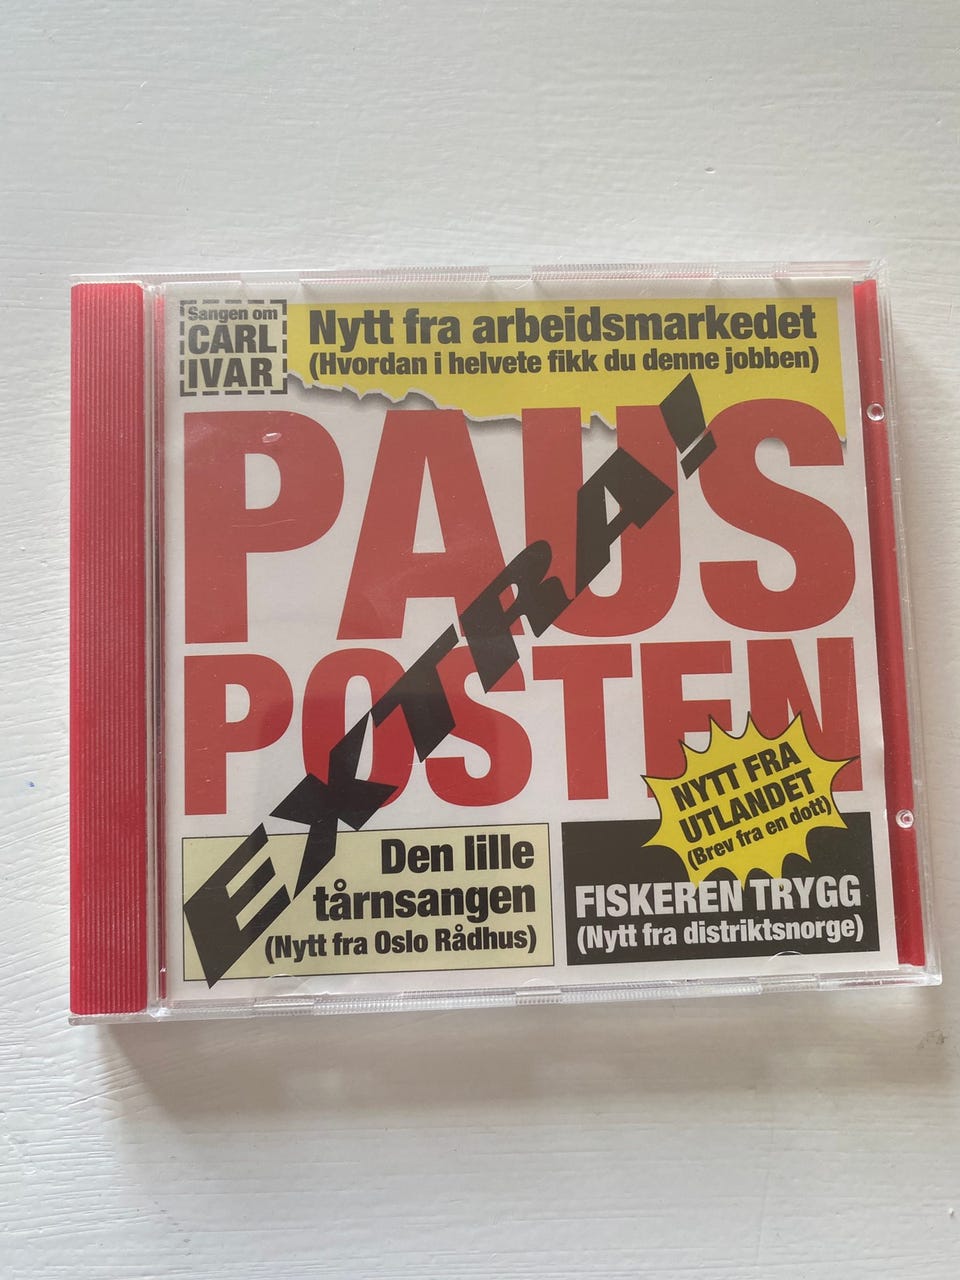 Sangen om
CARL
IVAR
Nytt fra arbeidsmarkedet
(Hvordan i helvete fikk du denne jobben)
PAUS
POSTEN
EXTRA!
NYTT FRA
UTLANDET
(Brev fra en dott)
Den lille
tårnsangen
(Nytt fra Oslo Rådhus)
FISKEREN TRYGG
(Nytt fra distriktsnorge)